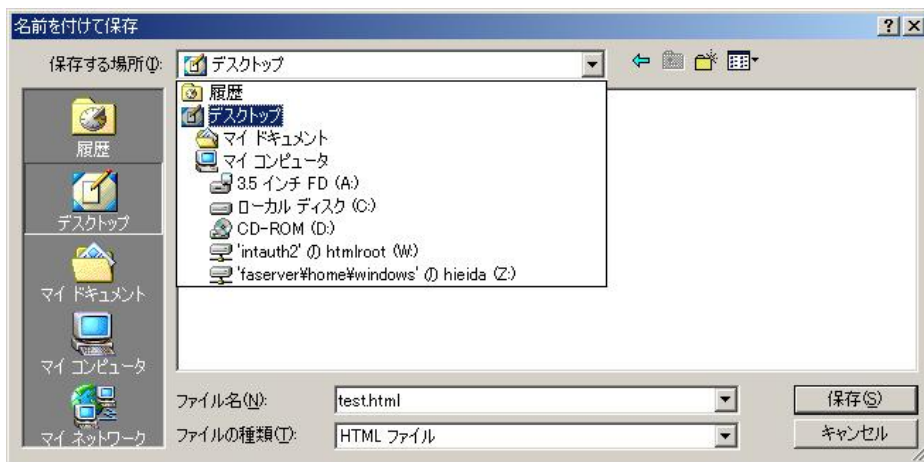 名前を付けて保存
保存する場所(I):
デスクトップ
履歴
デスクトップ
マイ ドキュメント
マイ コンピュータ
3.5 インチ FD (A:)
ローカル ディスク (C:)
CD-ROM (D:)
'intauth2' の htmlroot (W:)
'faserver¥home¥windows' の hieida (Z:)
履歴
デスクトップ
マイ ドキュメント
マイ コンピュータ
マイ ネットワーク
ファイル名(N):
test.html
保存(S)
ファイルの種類(T):
HTML ファイル
キャンセル